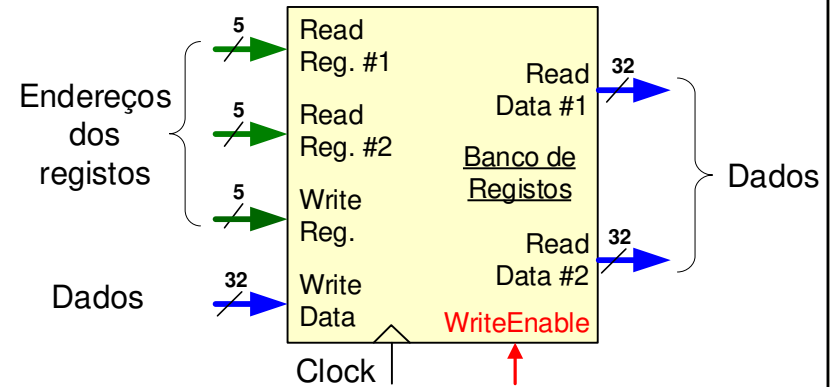 Endereços
dos
registos
Dados
5
5
5
32
Read
Reg. #1
Read
Reg. #2
Write
Reg.
Write
Data
Read
Data #1
Banco de
Registos
Read
Data #2
WriteEnable
Clock
32
32
Dados